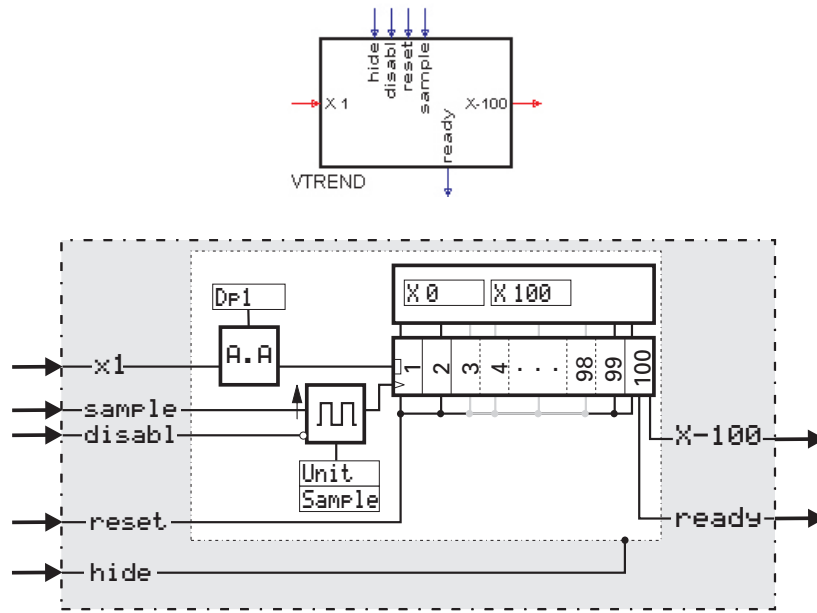 hide
disabl
reset
sample
X 1
X-100
ready
VTREND
Dp1
X 0
X 100
A.A
1
2
3
4
. . .
98
99
100
x1
sample
disabl
Unit
Sample
X-100
reset
ready
hide